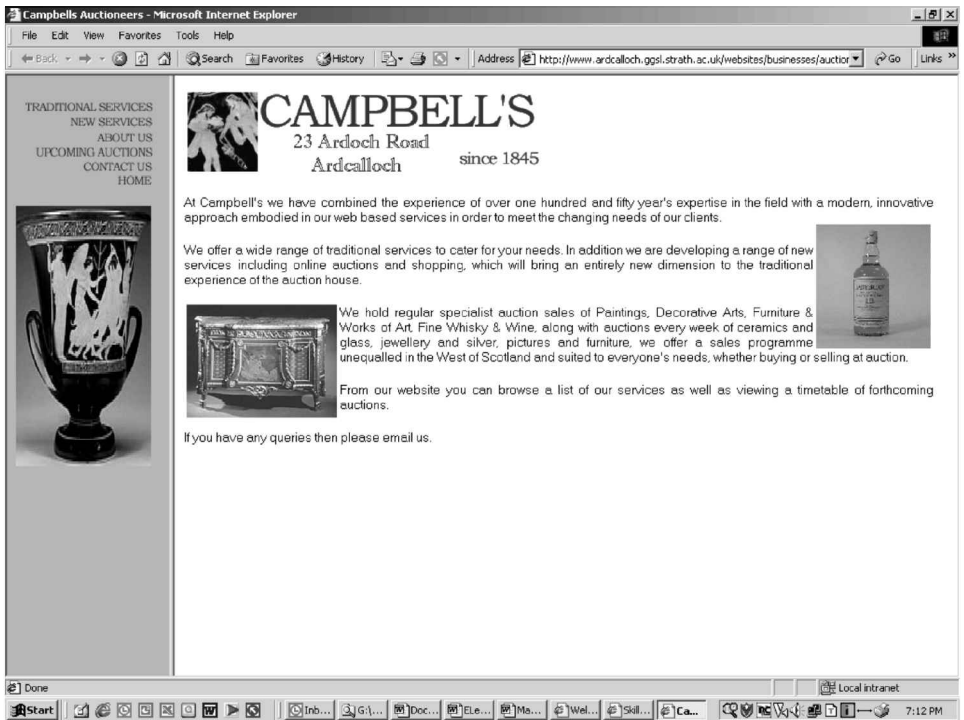 Campbells Auctioneers - Microsoft Internet Explorer
File Edit View Favorites Tools Help
Back Search Favorites History Address http://www.ardcalloch.ggsl.strath.ac.uk/websites/businesses/auction Go Links »
TRADITIONAL SERVICES
NEW SERVICES
ABOUT US
UPCOMING AUCTIONS
CONTACT US
HOME
CAMPBELL'S
23 Ardoch Road
Ardcalloch
since 1845
At Campbell's we have combined the experience of over one hundred and fifty year's expertise in the field with a modern, innovative
approach embodied in our web based services in order to meet the changing needs of our clients.
We offer a wide range of traditional services to cater for your needs. In addition we are developing a range of new
services including online auctions and shopping, which will bring an entirely new dimension to the traditional
experience of the auction house.
We hold regular specialist auction sales of Paintings, Decorative Arts, Furniture &
Works of Art, Fine Whisky & Wine, along with auctions every week of ceramics and
glass, jewellery and silver, pictures and furniture, we offer a sales programme
unequalled in the West of Scotland and suited to everyone's needs, whether buying or selling at auction.
From our website you can browse a list of our services as well as viewing a timetable of forthcoming
auctions.
If you have any queries then please email us.
Done Local intranet
Start Inb... G:\... Doc... ELe... Ma... Wel... Skill... Ca... 7:12 PM